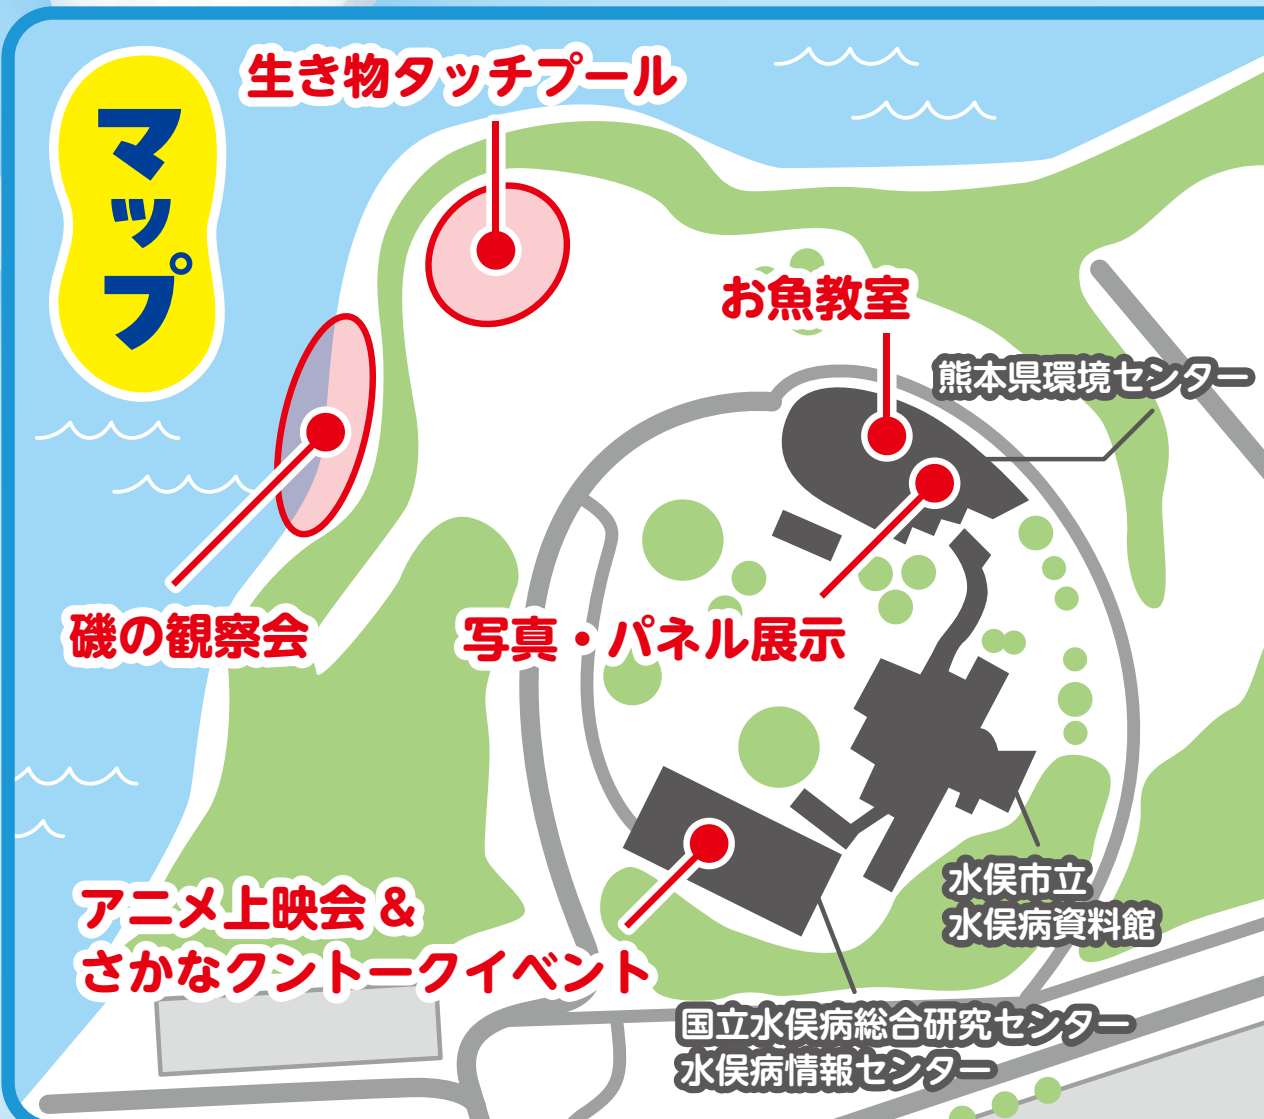 マップ
生き物タッチプール
お魚教室
熊本県環境センター
磯の観察会
写真・パネル展示
アニメ上映会&
さかなクントークイベント
水俣市立
水俣病資料館
国立水俣病総合研究センター
水俣病情報センター